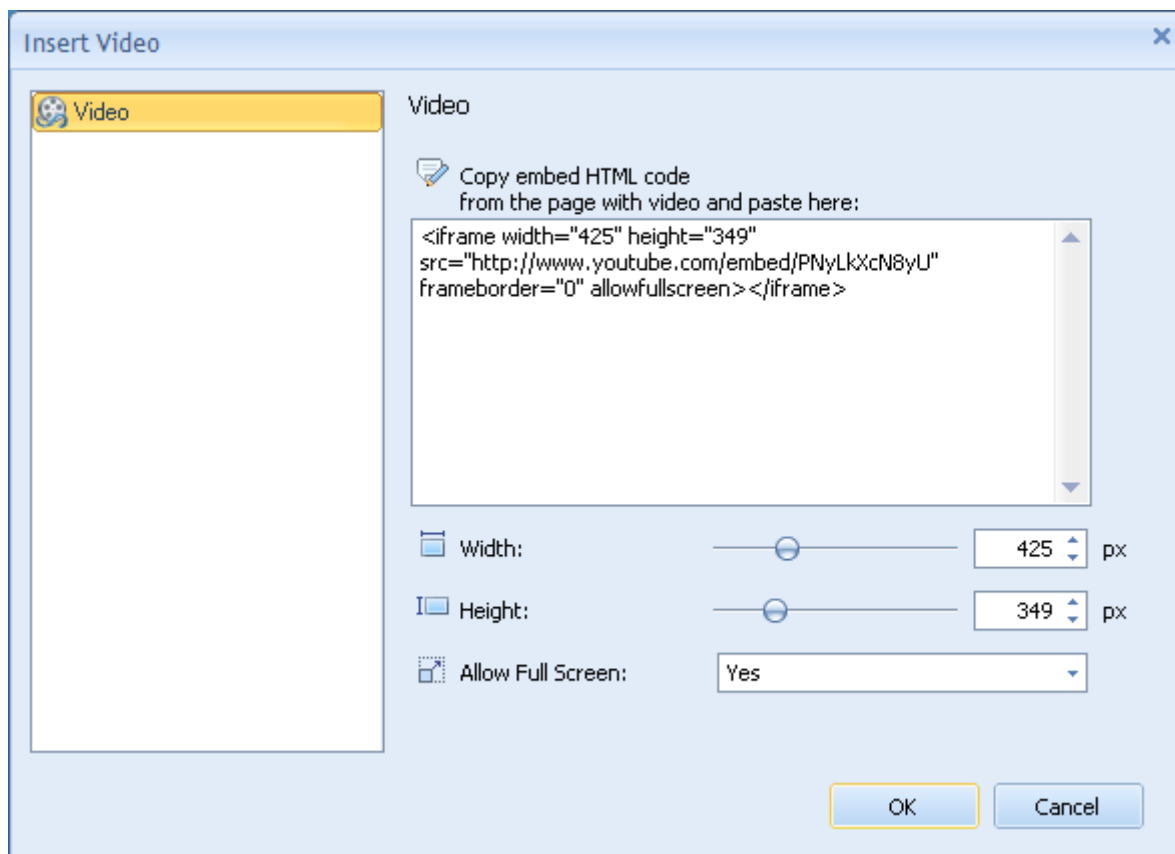 Insert Video
Video
Video
Copy embed HTML code
from the page with video and paste here:
<iframe width="425" height="349"
src="http://www.youtube.com/embed/PNyLkXcN8yU"
frameborder="0" allowfullscreen></iframe>
Width: 425 px
Height: 349 px
Allow Full Screen: Yes
OK Cancel